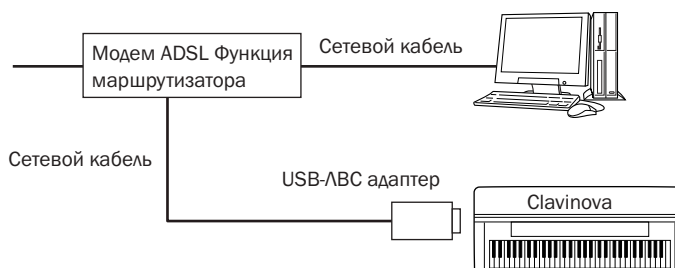 Модем ADSL Функция
маршрутизатора
Сетевой кабель
Сетевой кабель
USB-ЛВС адаптер
Clavinova